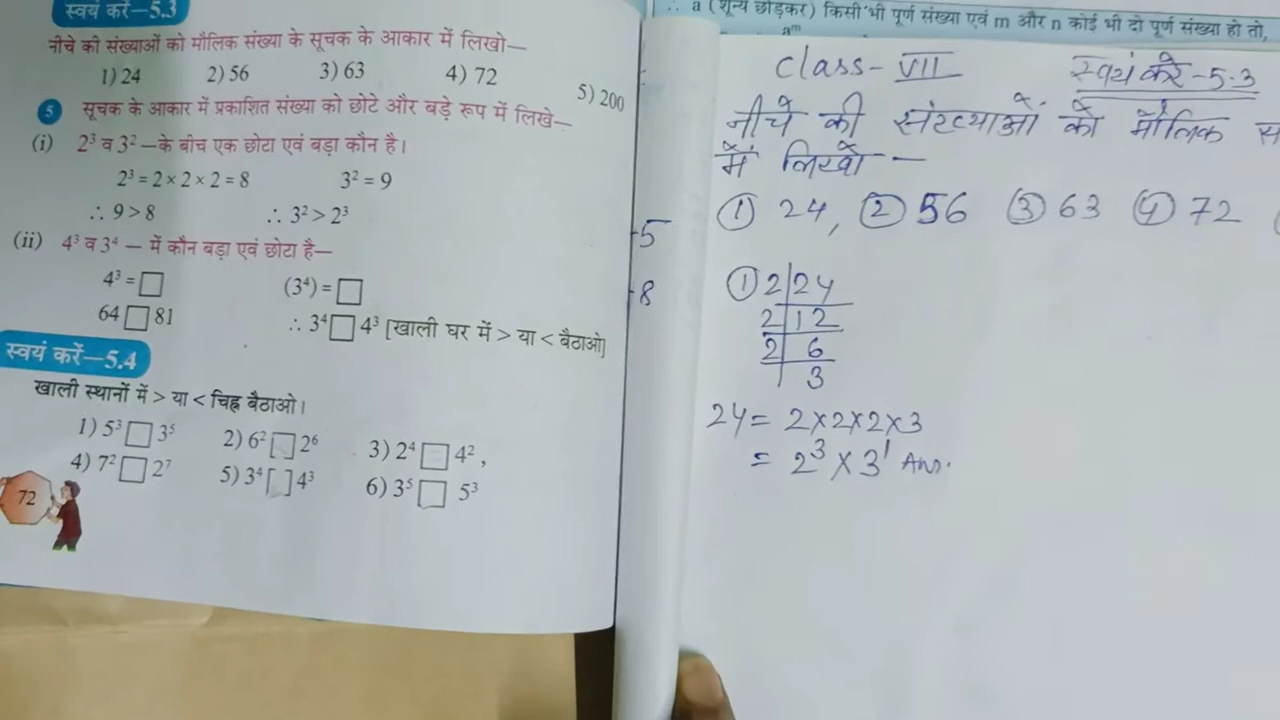 स्वयं करें—5.3
नीचे की संख्याओं को मौलिक संख्या के सूचक के आकार में लिखो—
1) 24 2) 56 3) 63 4) 72 5) 200
5 सूचक के आकार में प्रकाशित संख्या को छोटे और बड़े रूप में लिखे—
(i) 2³ व 3² —के बीच एक छोटा एवं बड़ा कौन है।
2³ = 2 × 2 × 2 = 8 3² = 9
∴ 9 > 8 ∴ 3² > 2³
(ii) 4³ व 3⁴ — में कौन बड़ा एवं छोटा है—
4³ = □ (3⁴) = □
64 □ 81 ∴ 3⁴ □ 4³ [खाली घर में > या < बैठाओ]
स्वयं करें—5.4
खाली स्थानों में > या < चिह्न बैठाओ।
1) 5³ □ 3⁵ 2) 6² □ 2⁶ 3) 2⁴ □ 4² ,
4) 7² □ 2⁷ 5) 3⁴ □ 4³ 6) 3⁵ □ 5³
72
∴ a (शून्य छोड़कर) किसी भी पूर्ण संख्या एवं m और n कोई भी दो पूर्ण संख्या हो तो,
aᵐ
5
8
Class- VII स्वयं करे-5.3
नीचे की संख्याओं को मौलिक स
में लिखो —
① 24, ② 56 ③ 63 ④ 72
① 2 | 24
2 | 12
2 | 6
3
24 = 2×2×2×3
= 2³ × 3¹ Ans.